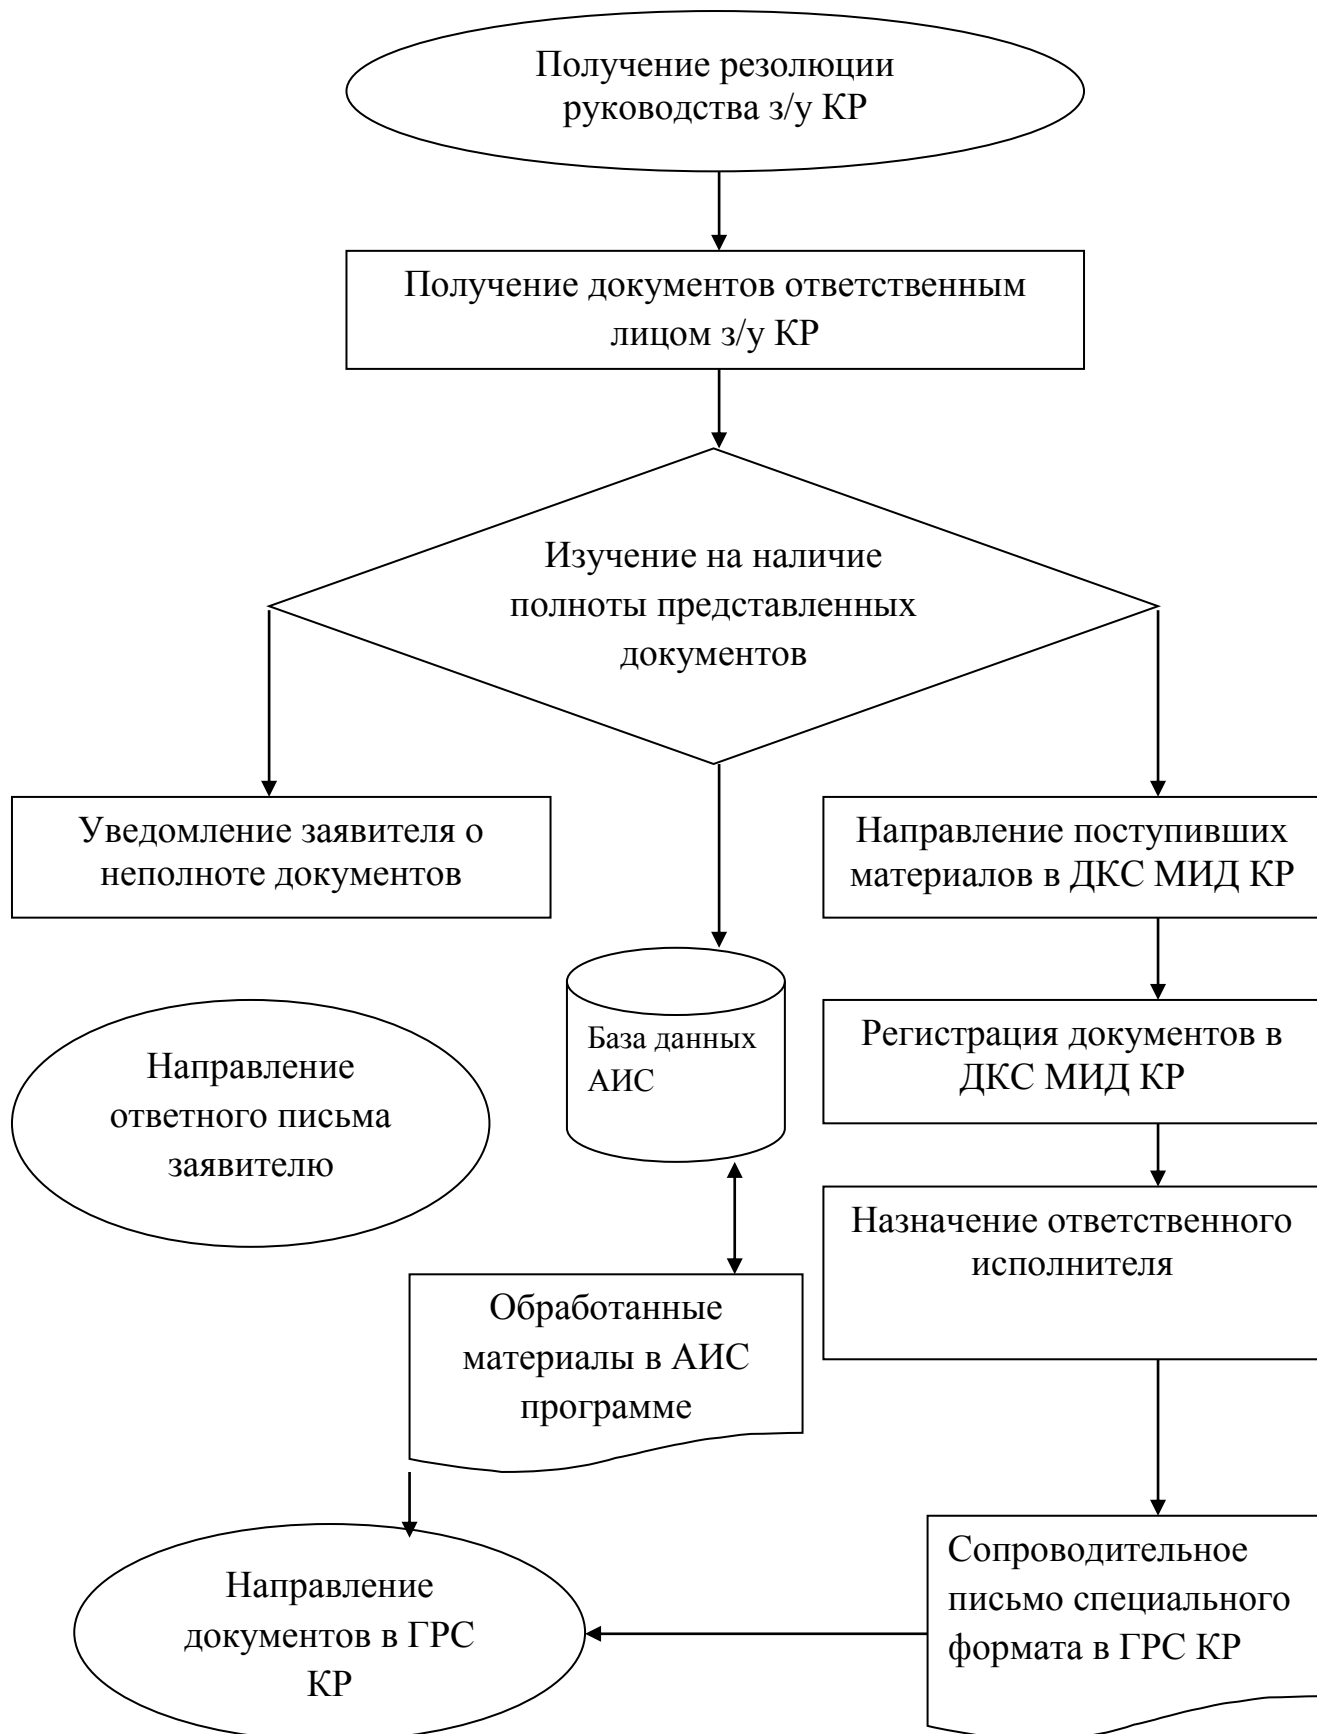 Получение резолюции
руководства з/у КР
Получение документов ответственным
лицом з/у КР
Изучение на наличие
полноты представленных
документов
Уведомление заявителя о
неполноте документов
Направление поступивших
материалов в ДКС МИД КР
База данных
АИС
Регистрация документов в
ДКС МИД КР
Направление
ответного письма
заявителю
Назначение ответственного
исполнителя
Обработанные
материалы в АИС
программе
Сопроводительное
письмо специального
формата в ГРС КР
Направление
документов в ГРС
КР